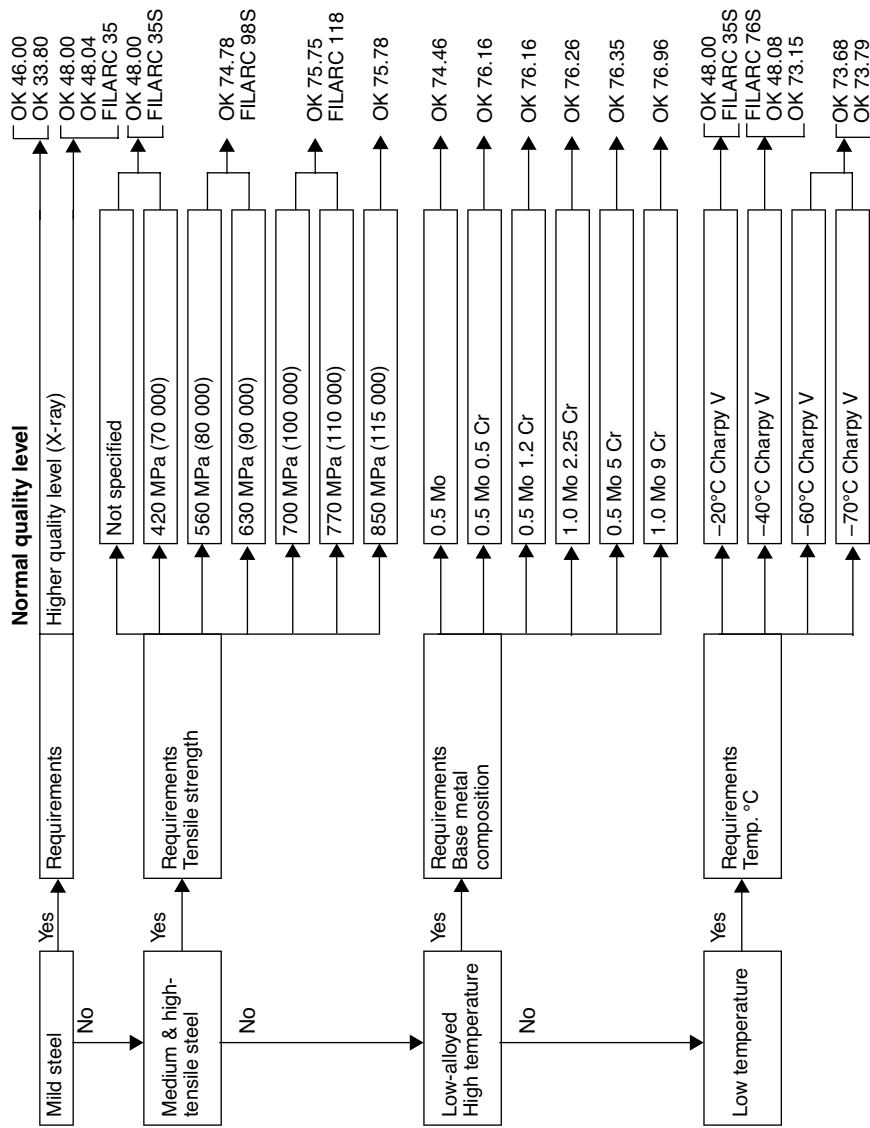 Normal quality level
Mild steel
Yes
No
Requirements
Higher quality level (X-ray)
OK 46.00
OK 33.80
OK 48.00
OK 48.04
FILARC 35
Medium & high-
tensile steel
Yes
No
Requirements
Tensile strength
Not specified
420 MPa (70 000)
OK 48.00
FILARC 35S
560 MPa (80 000)
630 MPa (90 000)
OK 74.78
FILARC 98S
700 MPa (100 000)
770 MPa (110 000)
OK 75.75
FILARC 118
850 MPa (115 000)
OK 75.78
Low-alloyed
High temperature
Yes
No
Requirements
Base metal
composition
0.5 Mo
OK 74.46
0.5 Mo 0.5 Cr
OK 76.16
0.5 Mo 1.2 Cr
OK 76.16
1.0 Mo 2.25 Cr
OK 76.26
0.5 Mo 5 Cr
OK 76.35
1.0 Mo 9 Cr
OK 76.96
Low temperature
Yes
Requirements
Temp. °C
−20°C Charpy V
OK 48.00
FILARC 35S
−40°C Charpy V
FILARC 76S
OK 48.08
OK 73.15
−60°C Charpy V
−70°C Charpy V
OK 73.68
OK 73.79